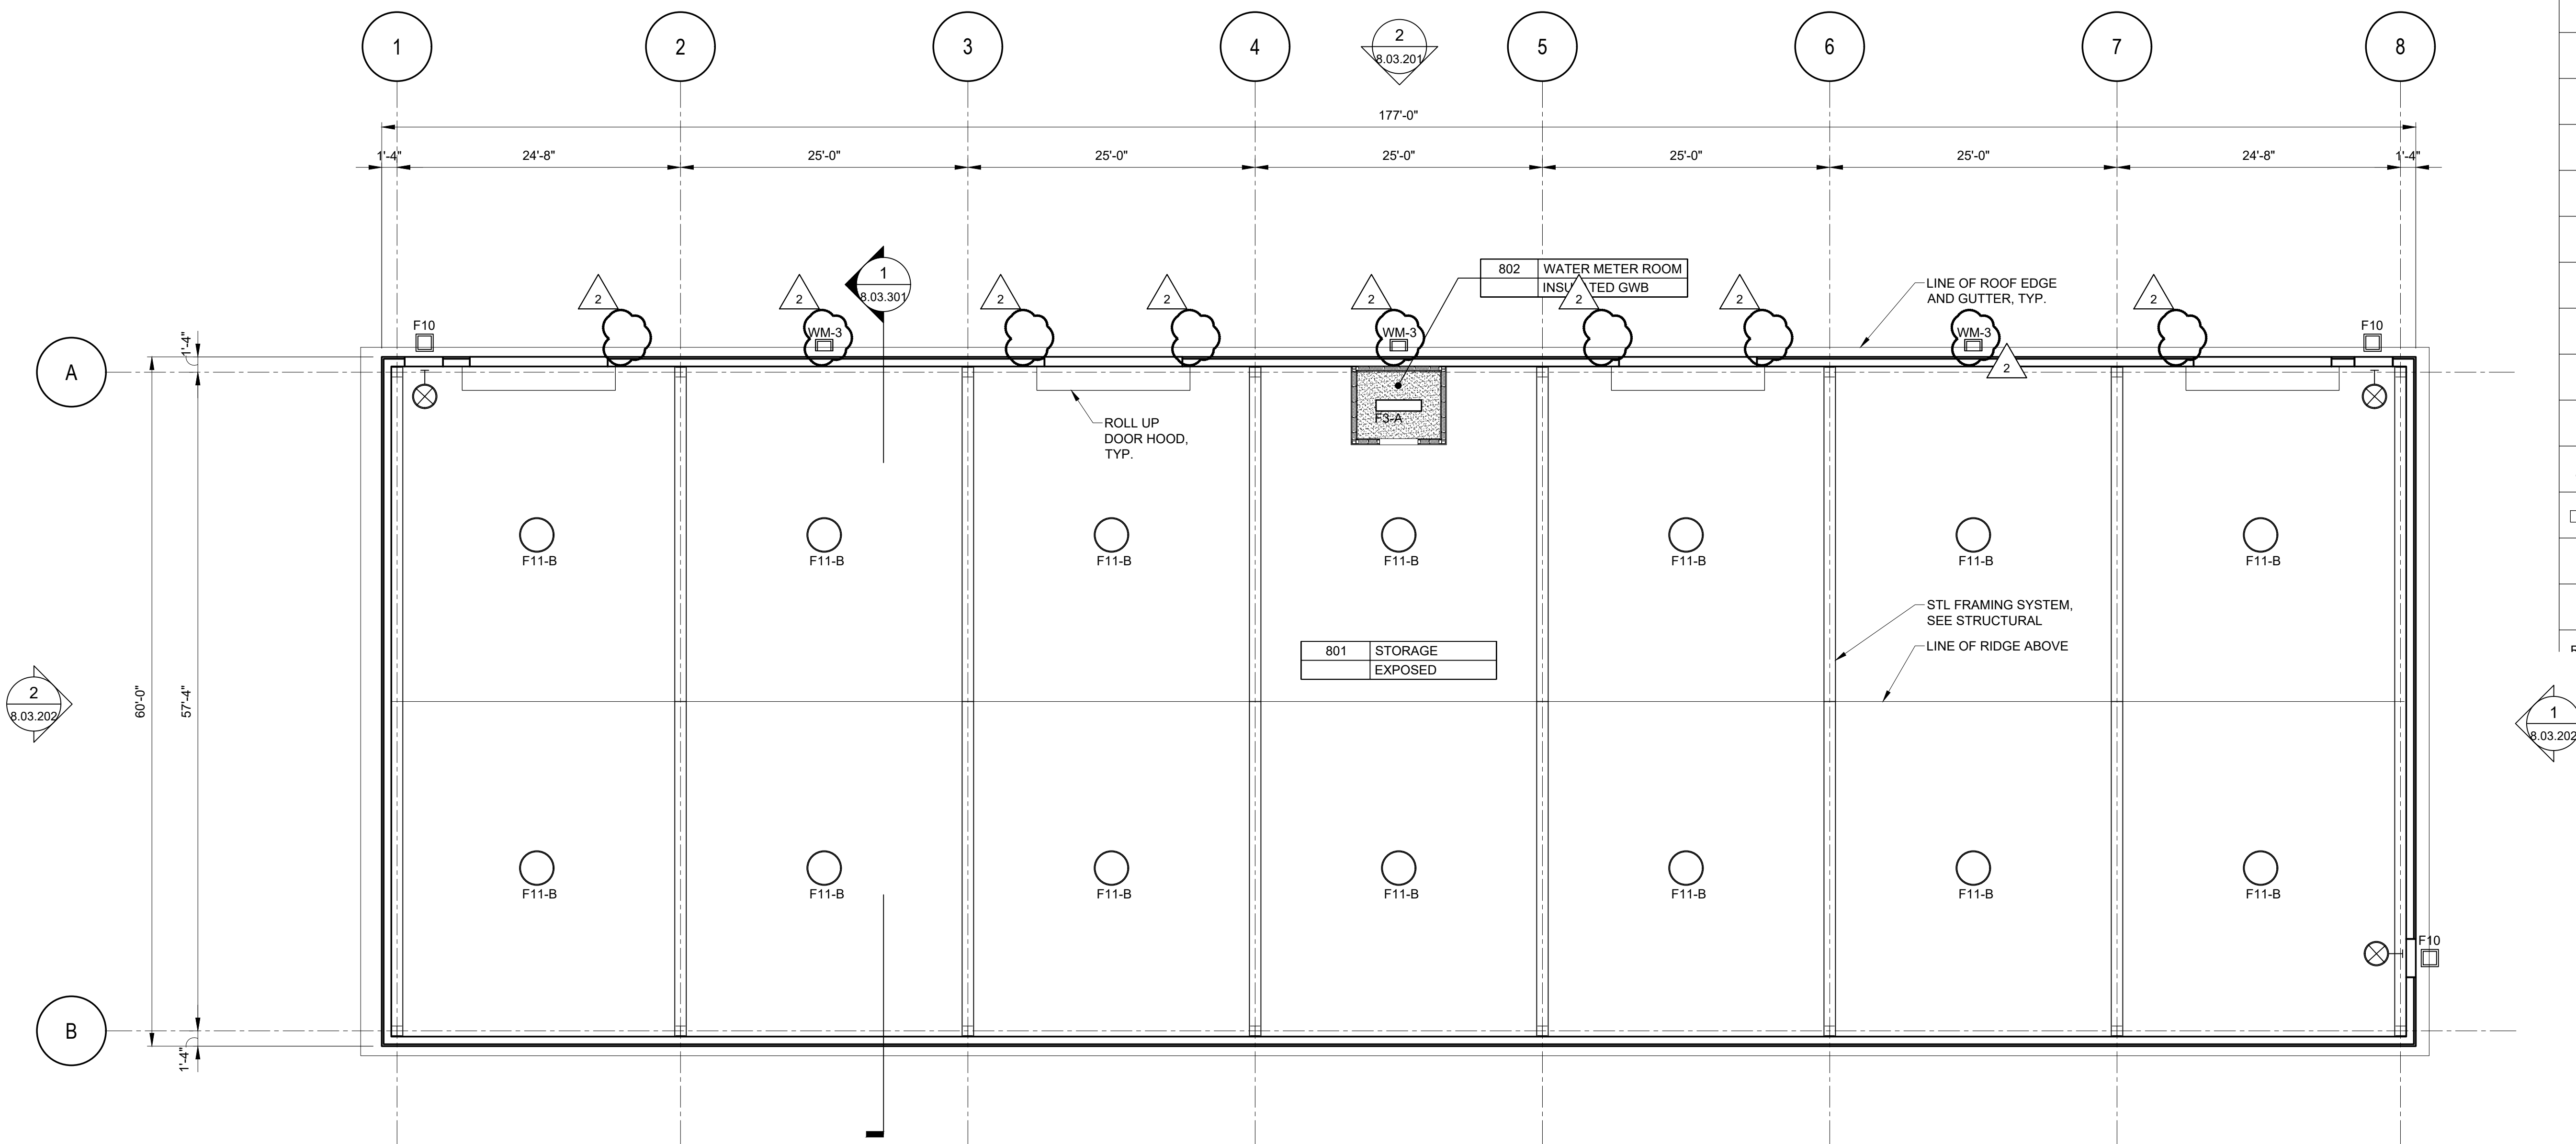 1
2
3
4
2
8.03.201
5
6
7
8
177'-0"
1'-4"
24'-8"
25'-0"
25'-0"
25'-0"
25'-0"
25'-0"
24'-8"
1'-4"
802 WATER METER ROOM
1
8.03.301
2
2
2
2
2
2
2
2
LINE OF ROOF EDGE
AND GUTTER, TYP.
F10
WM-3
WM-3
WM-3
F10
1'-4"
A
2
F3-A
ROLL UP
DOOR HOOD,
TYP.
F11-B
F11-B
F11-B
F11-B
F11-B
F11-B
F11-B
STL FRAMING SYSTEM,
SEE STRUCTURAL
801 STORAGE
EXPOSED
LINE OF RIDGE ABOVE
2
8.03.202
60'-0"
57'-4"
1
8.03.202
F11-B
F11-B
F11-B
F11-B
F11-B
F11-B
F11-B
F10
B
1'-4"
GWB